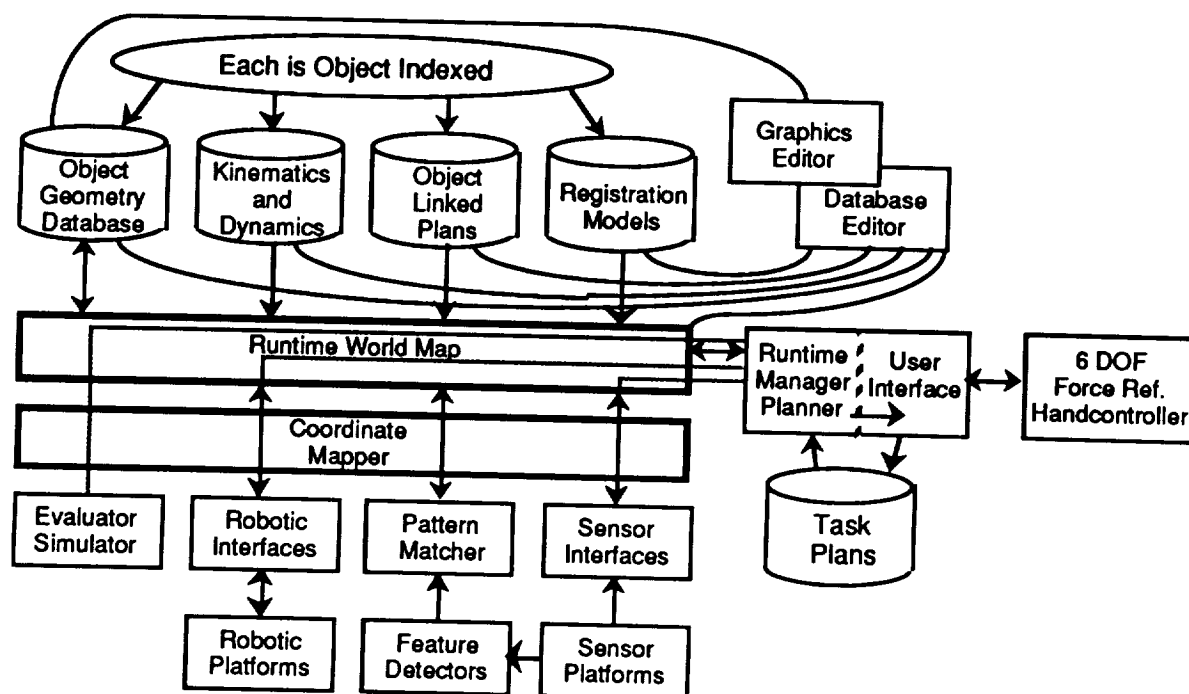 Each is Object Indexed
Graphics
Editor
Object
Geometry
Database
Kinematics
and
Dynamics
Object
Linked
Plans
Registration
Models
Database
Editor
Runtime World Map
Runtime
Manager
Planner
User
Interface
6 DOF
Force Ref.
Handcontroller
Coordinate
Mapper
Evaluator
Simulator
Robotic
Interfaces
Pattern
Matcher
Sensor
Interfaces
Task
Plans
Robotic
Platforms
Feature
Detectors
Sensor
Platforms